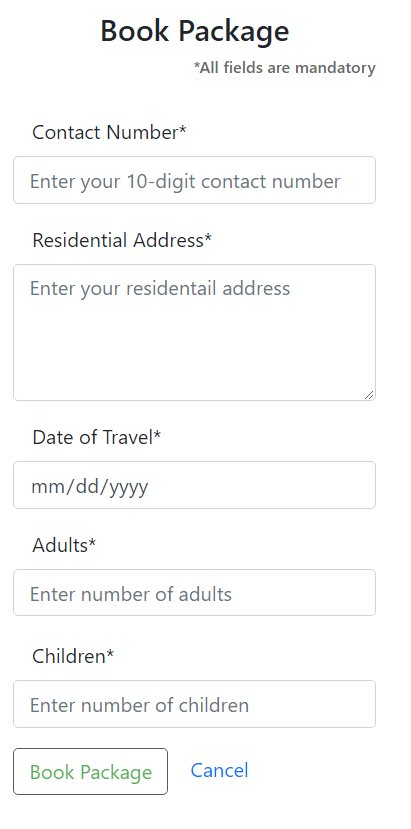 Book Package
*All fields are mandatory
Contact Number*
Enter your 10-digit contact number
Residential Address*
Enter your residentail address
Date of Travel*
mm/dd/yyyy
Adults*
Enter number of adults
Children*
Enter number of children
Book Package Cancel